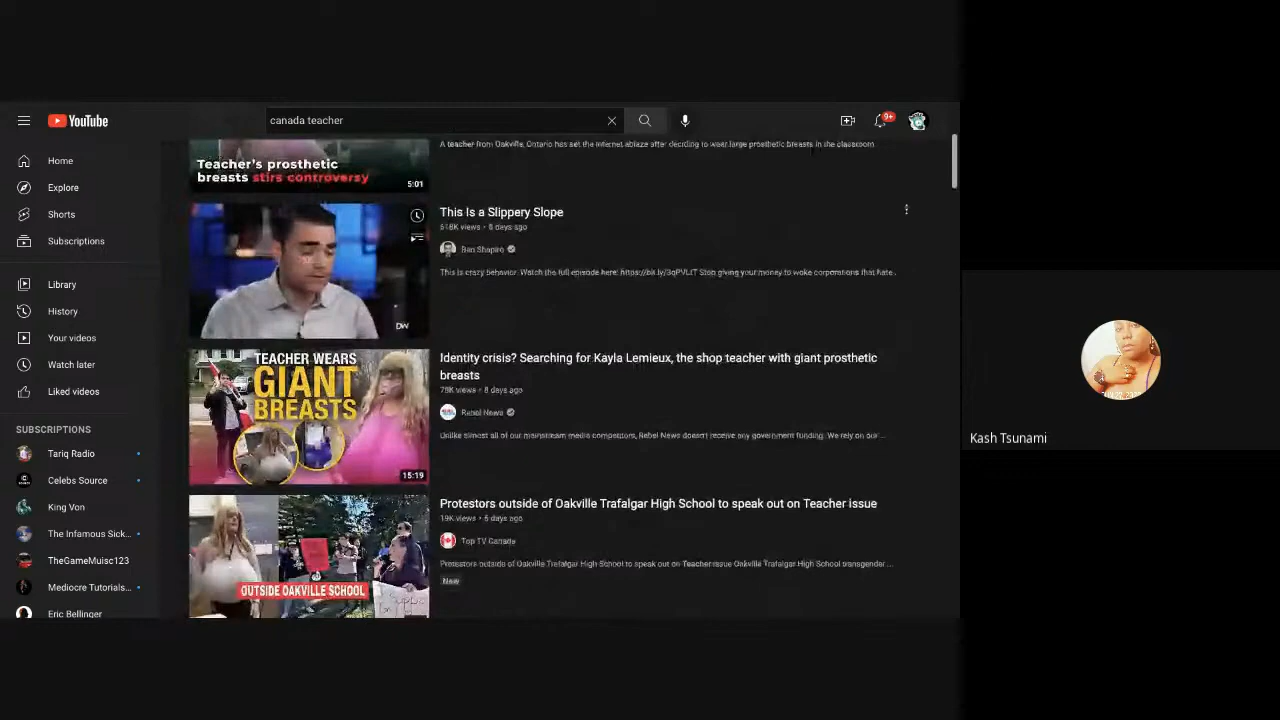 YouTube
canada teacher
9+
Home
Explore
Shorts
Subscriptions
Library
History
Your videos
Watch later
Liked videos
SUBSCRIPTIONS
Tariq Radio
Celebs Source
King Von
The Infamous Sick...
TheGameMuisc123
Mediocre Tutorials...
Eric Bellinger
Teacher's prosthetic
breasts stirs controversy
5:01
A teacher from Oakville, Ontario has set the internet ablaze after deciding to wear large prosthetic breasts in the classroom
DW
This Is a Slippery Slope
618K views • 8 days ago
Ben Shapiro
This is crazy behavior. Watch the full episode here: https://bit.ly/3qPVLIT Stop giving your money to woke corporations that hate...
TEACHER WEARS
GIANT
BREASTS
15:19
Identity crisis? Searching for Kayla Lemieux, the shop teacher with giant prosthetic
breasts
78K views • 8 days ago
Rebel News
Unlike almost all of our mainstream media competitors, Rebel News doesn't receive any government funding. We rely on our ...
OUTSIDE OAKVILLE SCHOOL
Protestors outside of Oakville Trafalgar High School to speak out on Teacher issue
19K views • 5 days ago
Top TV Canada
Protestors outside of Oakville Trafalgar High School to speak out on Teacher issue Oakville Trafalgar High School transgender ...
New
Kash Tsunami